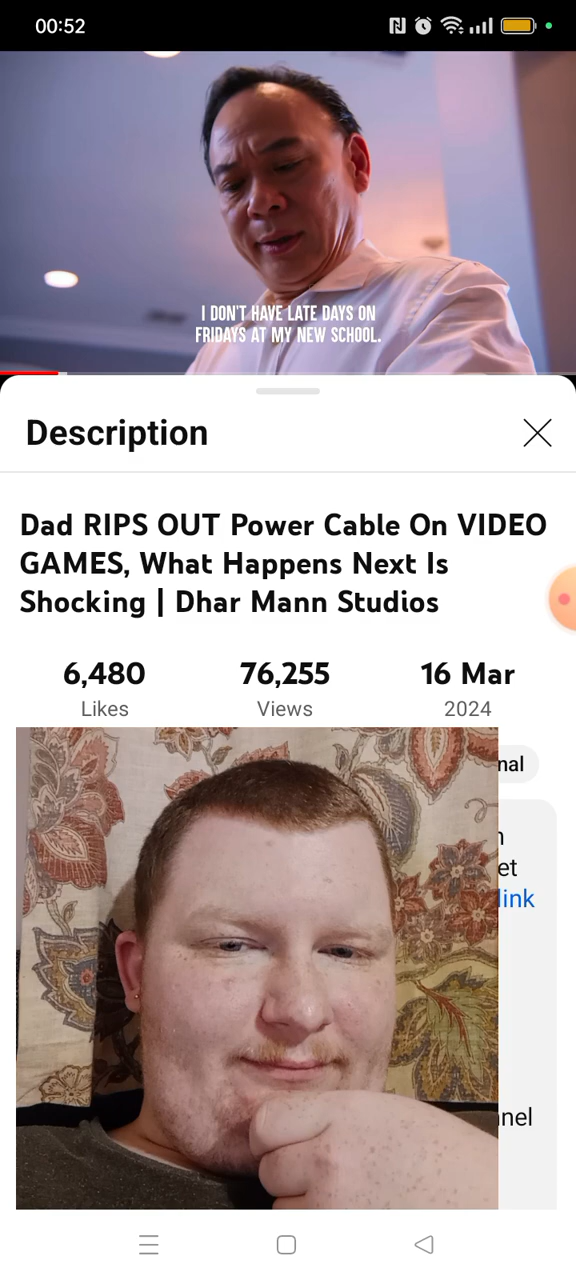 00:52
I DON'T HAVE LATE DAYS ON
FRIDAYS AT MY NEW SCHOOL.
Description
Dad RIPS OUT Power Cable On VIDEO
GAMES, What Happens Next Is
Shocking | Dhar Mann Studios
6,480 76,255 16 Mar
Likes Views 2024
nal
et
link
nel